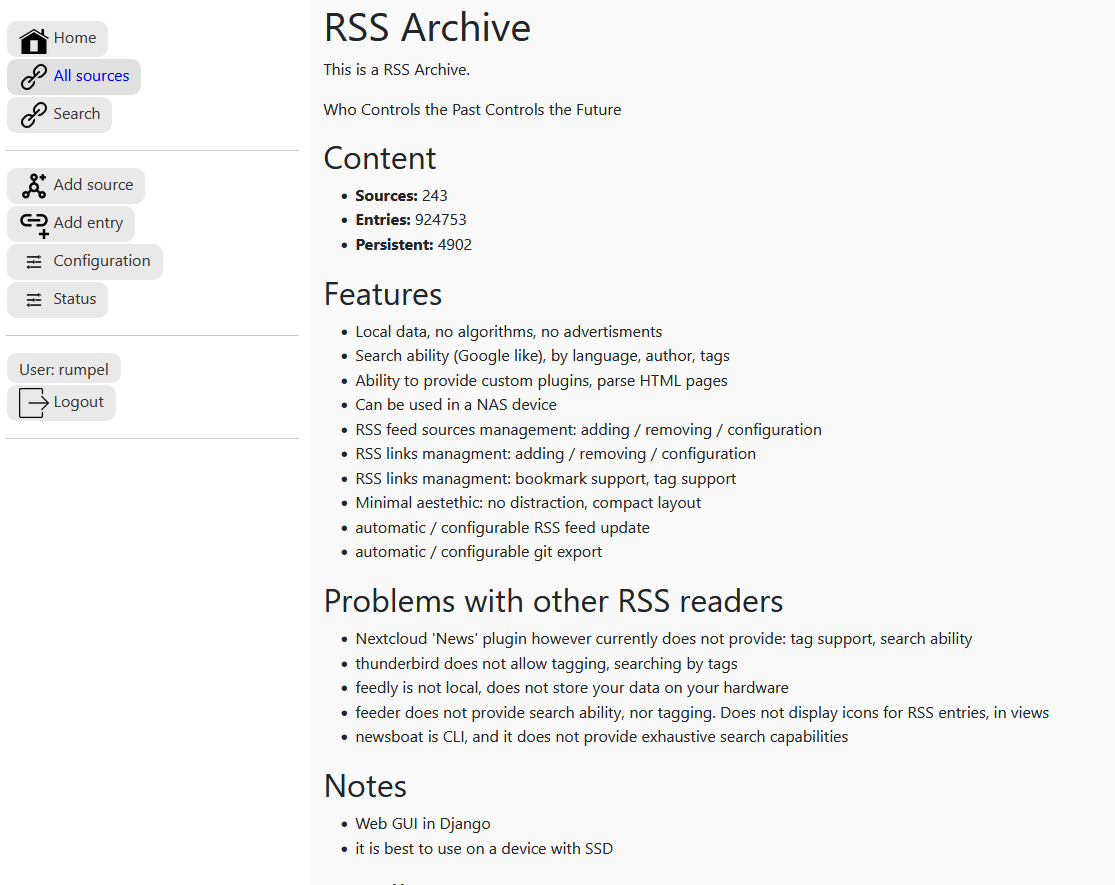 Home
All sources
Search
Add source
Add entry
Configuration
Status
User: rumpel
Logout
RSS Archive
This is a RSS Archive.
Who Controls the Past Controls the Future
Content
• Sources: 243
• Entries: 924753
• Persistent: 4902
Features
• Local data, no algorithms, no advertisments
• Search ability (Google like), by language, author, tags
• Ability to provide custom plugins, parse HTML pages
• Can be used in a NAS device
• RSS feed sources management: adding / removing / configuration
• RSS links managment: adding / removing / configuration
• RSS links managment: bookmark support, tag support
• Minimal aestethic: no distraction, compact layout
• automatic / configurable RSS feed update
• automatic / configurable git export
Problems with other RSS readers
• Nextcloud 'News' plugin however currently does not provide: tag support, search ability
• thunderbird does not allow tagging, searching by tags
• feedly is not local, does not store your data on your hardware
• feeder does not provide search ability, nor tagging. Does not display icons for RSS entries, in views
• newsboat is CLI, and it does not provide exhaustive search capabilities
Notes
• Web GUI in Django
• it is best to use on a device with SSD